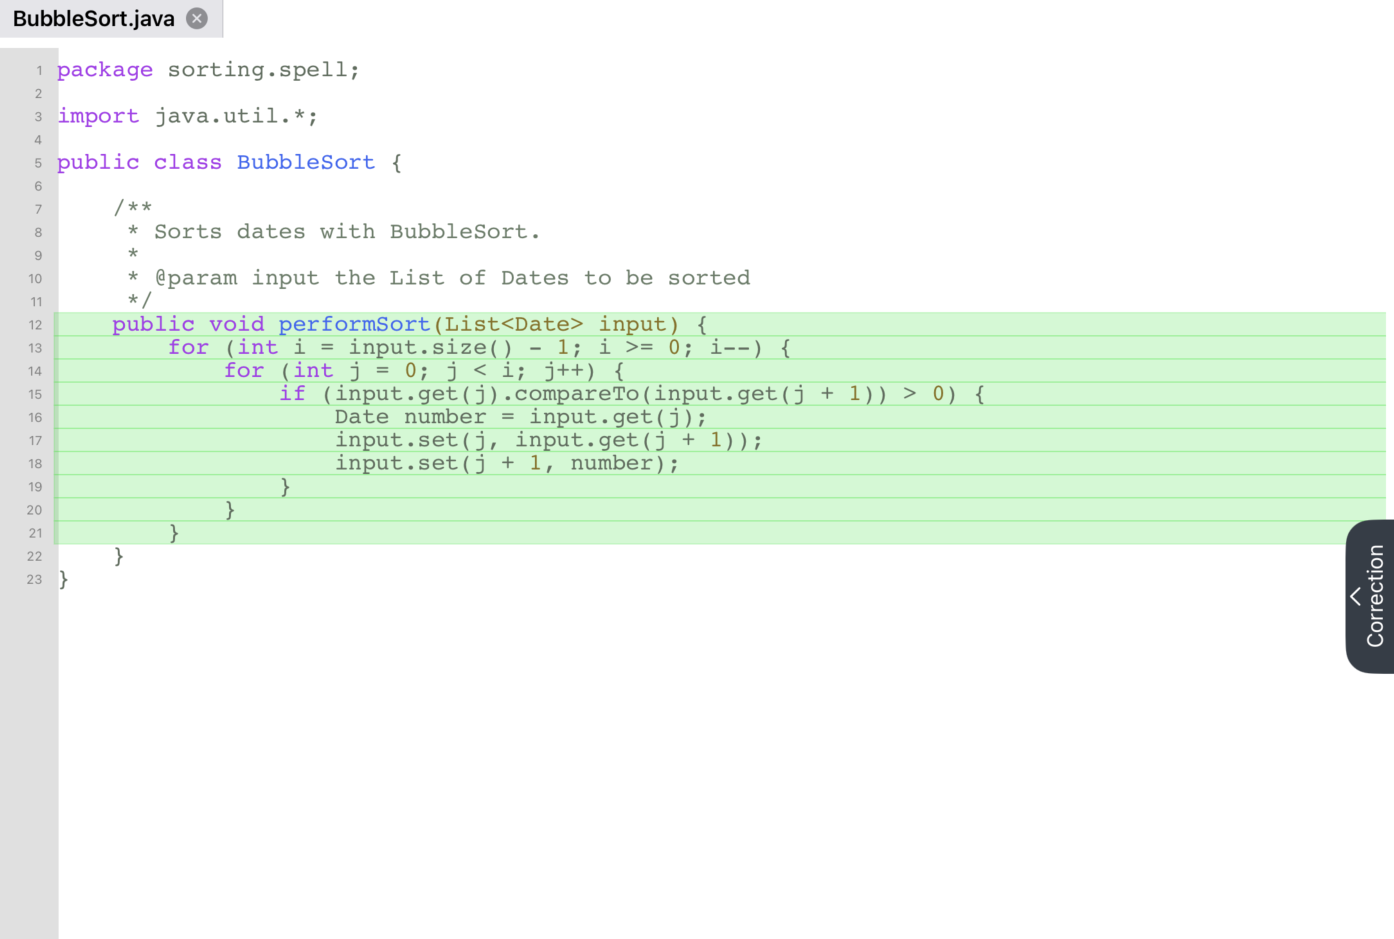 BubbleSort.java
1 package sorting.spell;
2
3 import java.util.*;
4
5 public class BubbleSort {
6
7     /**
8      * Sorts dates with BubbleSort.
9      *
10      * @param input the List of Dates to be sorted
11      */
12     public void performSort(List<Date> input) {
13         for (int i = input.size() - 1; i >= 0; i--) {
14             for (int j = 0; j < i; j++) {
15                 if (input.get(j).compareTo(input.get(j + 1)) > 0) {
16                     Date number = input.get(j);
17                     input.set(j, input.get(j + 1));
18                     input.set(j + 1, number);
19                 }
20             }
21         }
22     }
23 }
Correction